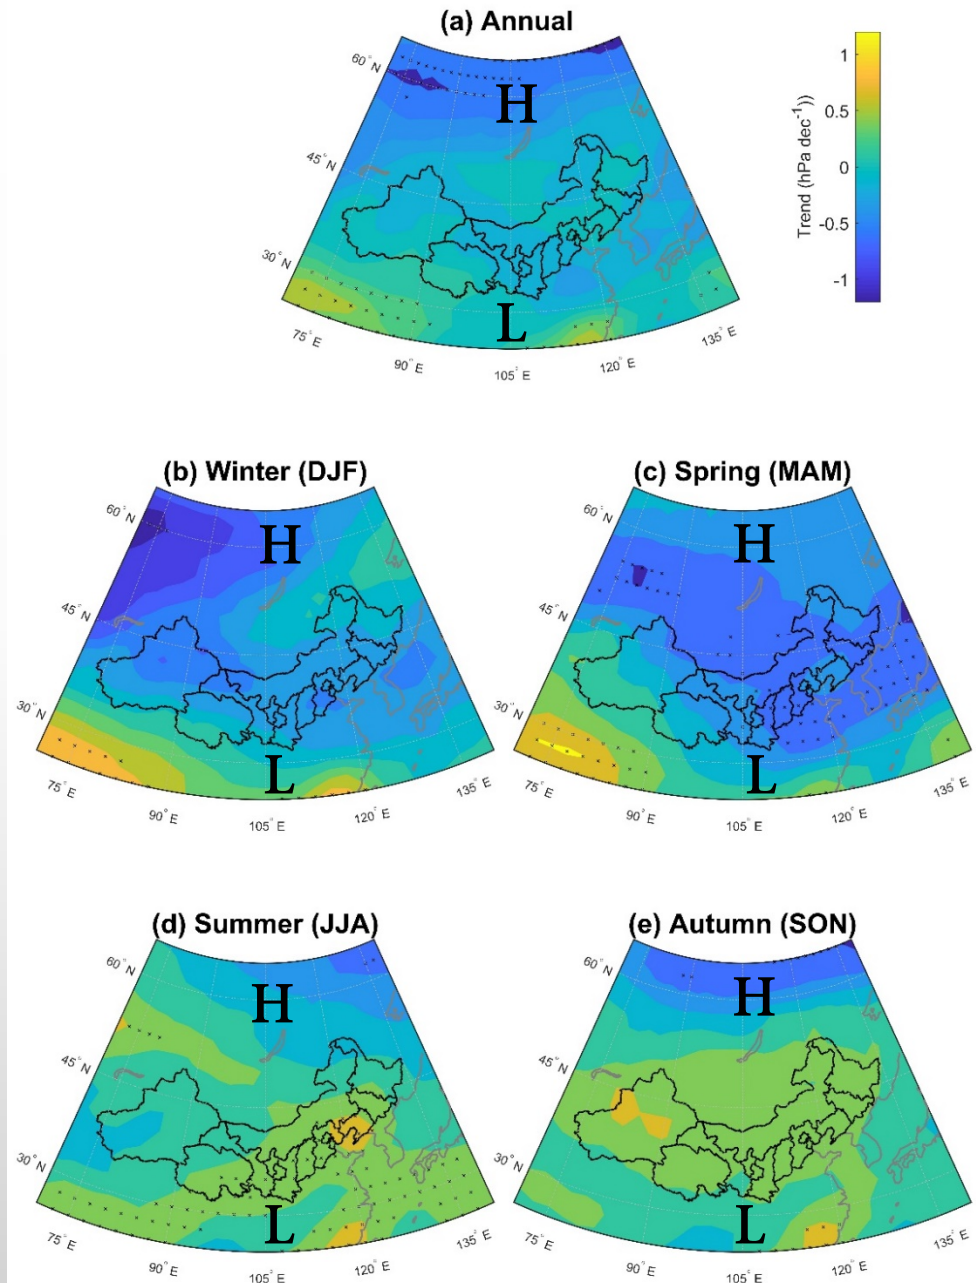 (a) Annual
60° N
45° N
30° N
75° E
90° E
105° E
120° E
135° E
H
L
1
0.5
0
-0.5
-1
Trend (hPa dec⁻¹))
(b) Winter (DJF)
60° N
45° N
30° N
75° E
90° E
105° E
120° E
135° E
H
L
(c) Spring (MAM)
60° N
45° N
30° N
75° E
90° E
105° E
120° E
135° E
H
L
(d) Summer (JJA)
60° N
45° N
30° N
75° E
90° E
105° E
120° E
135° E
H
L
(e) Autumn (SON)
60° N
45° N
30° N
75° E
90° E
105° E
120° E
135° E
H
L